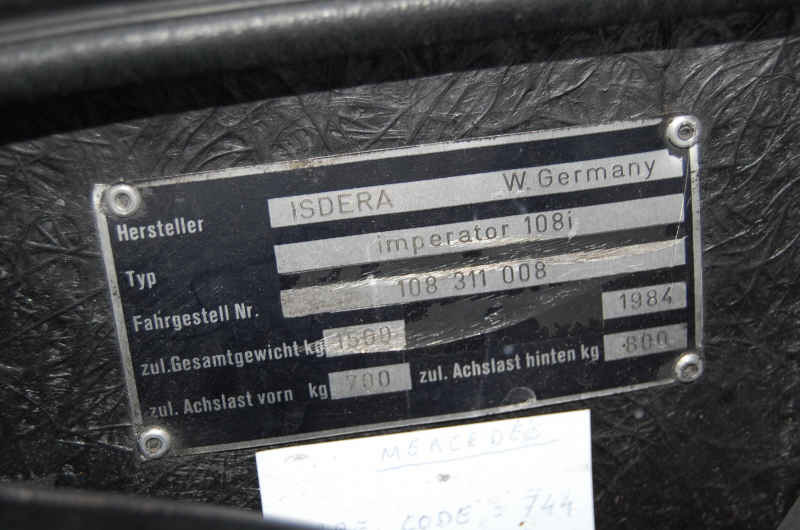 Hersteller ISDERA W. Germany
Typ imperator 108i
Fahrgestell Nr. 108 311 008
1984
zul. Gesamtgewicht kg 1500
zul. Achslast vorn kg 700 zul. Achslast hinten kg 800
MERCEDES
CODE = 744